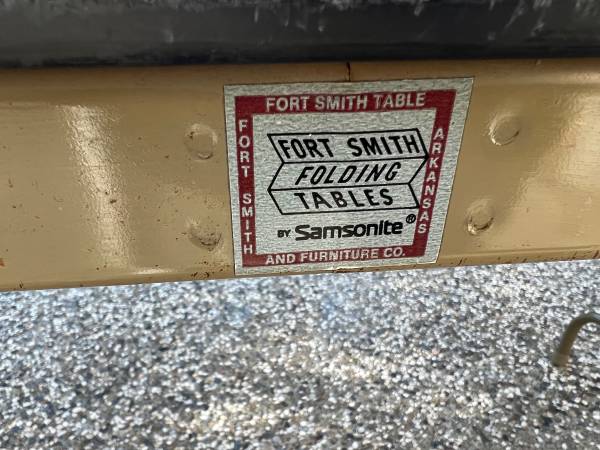 FORT SMITH TABLE
FORT SMITH
ARKANSAS
FORT SMITH
FOLDING
TABLES
BY Samsonite®
AND FURNITURE CO.